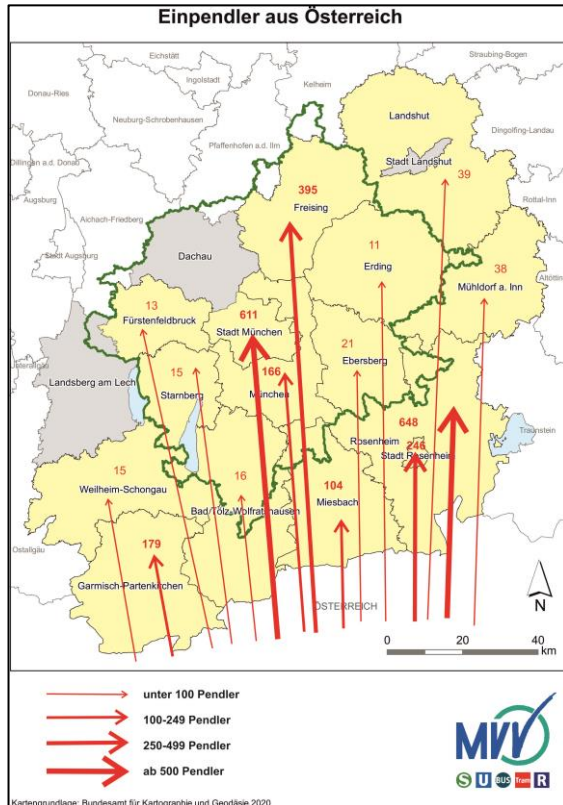 Einpendler aus Österreich
Eichstätt
Straubing-Bogen
Ingolstadt
Kelheim
Donau-Ries
Landshut
Neuburg-Schrobenhausen
Dingolfing-Landau
Pfaffenhofen a.d. Ilm
Stadt Landshut
Dillingen a.d. Donau
39
395
Augsburg
Freising
Rottal-Inn
Aichach-Friedberg
11
Stadt Augsburg
Dachau
Erding
38
Mühldorf a. Inn
Altötting
13
611
Fürstenfeldbruck
Stadt München
21
Unterallgäu
15
166
Ebersberg
Landsberg am Lech
Starnberg
München
648
Traunstein
Rosenheim
246
Stadt Rosenheim
15
16
104
Weilheim-Schongau
Miesbach
Bad Tölz-Wolfratshausen
Ostallgäu
179
Garmisch-Partenkirchen
ÖSTERREICH
N
0 20 40
km
unter 100 Pendler
100-249 Pendler
250-499 Pendler
ab 500 Pendler
MVV
S U BUS Tram R
Kartengrundlage: Bundesamt für Kartographie und Geodäsie 2020